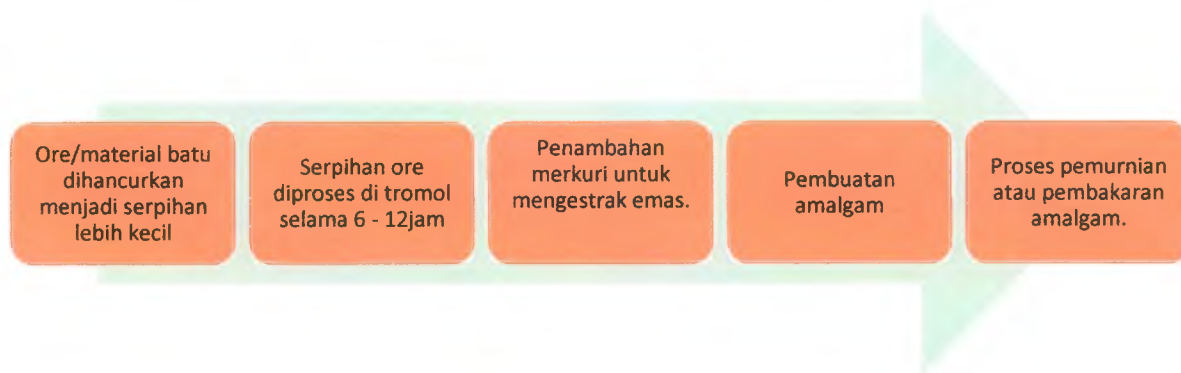 Ore/material batu
dihancurkan
menjadi serpihan
lebih kecil
Serpihan ore
diproses di tromol
selama 6 - 12jam
Penambahan
merkuri untuk
mengestrak emas.
Pembuatan
amalgam
Proses pemurnian
atau pembakaran
amalgam.